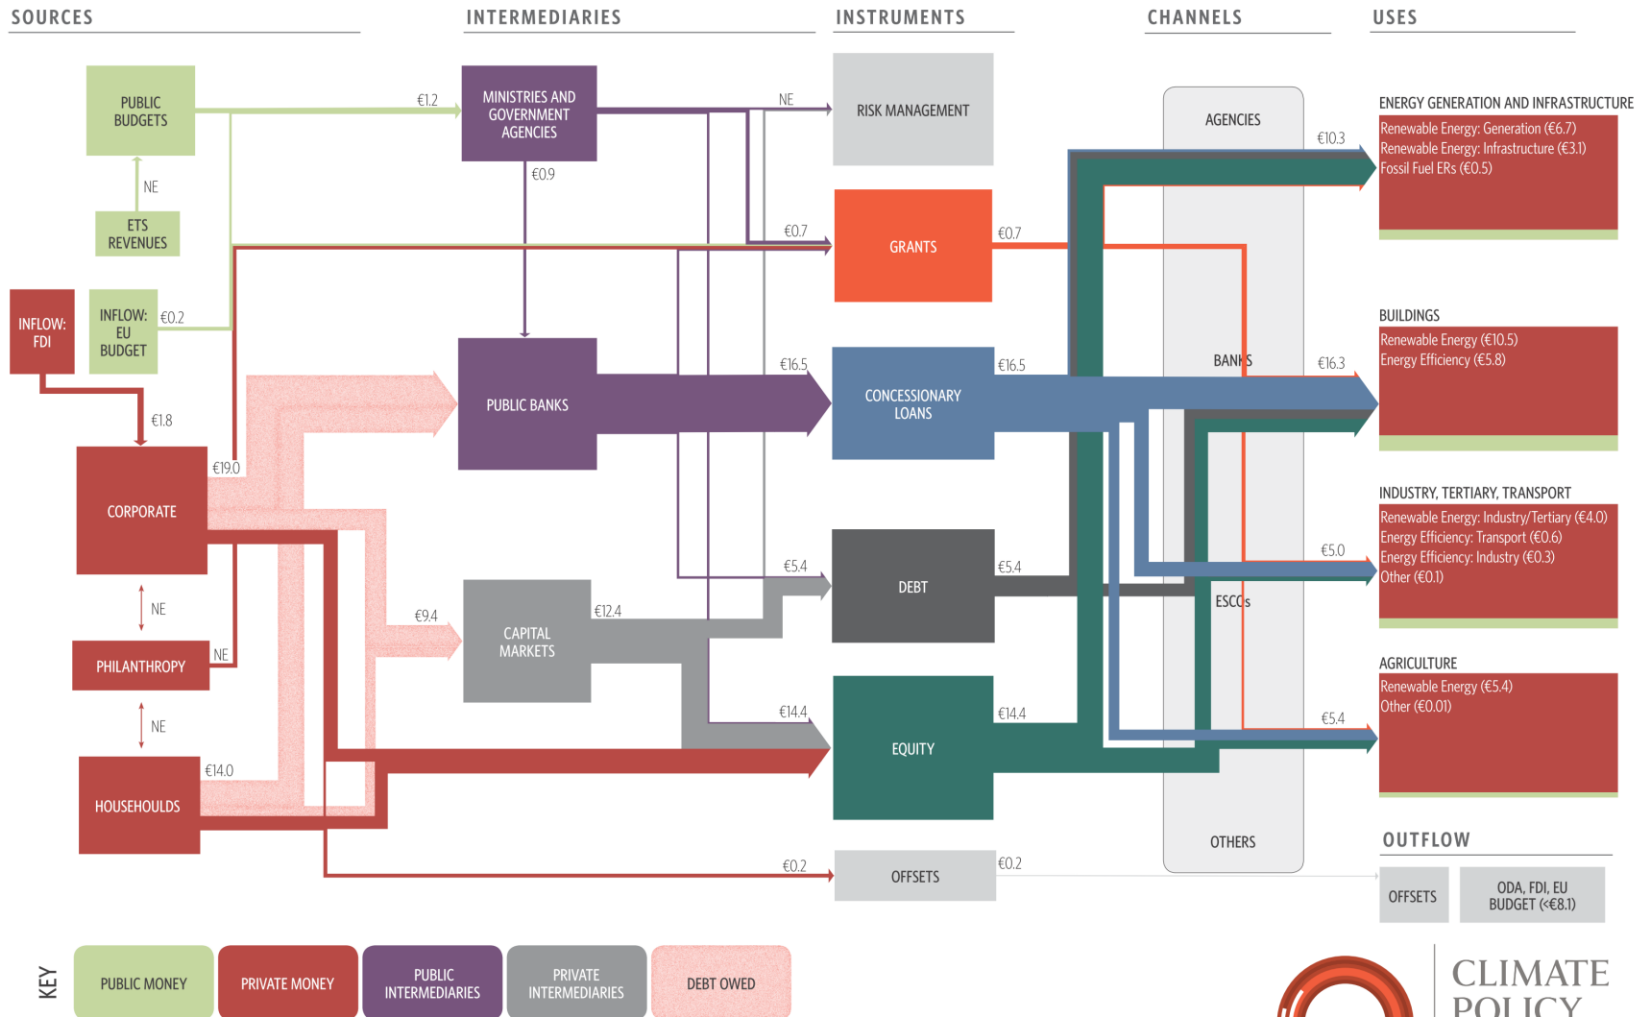 SOURCES
INTERMEDIARIES
INSTRUMENTS
CHANNELS
USES
PUBLIC
BUDGETS
€1.2
MINISTRIES AND
GOVERNMENT
AGENCIES
NE
RISK MANAGEMENT
AGENCIES
€10.3
ENERGY GENERATION AND INFRASTRUCTURE
Renewable Energy: Generation (€6.7)
Renewable Energy: Infrastructure (€3.1)
Fossil Fuel ERs (€0.5)
NE
€0.9
ETS
REVENUES
€0.7
GRANTS
€0.7
INFLOW:
FDI
INFLOW:
EU
BUDGET
€0.2
BUILDINGS
Renewable Energy (€10.5)
Energy Efficiency (€5.8)
PUBLIC BANKS
€16.5
CONCESSIONARY
LOANS
€16.5
BANKS
€16.3
€1.8
€19.0
CORPORATE
INDUSTRY, TERTIARY, TRANSPORT
Renewable Energy: Industry/Tertiary (€4.0)
Energy Efficiency: Transport (€0.6)
Energy Efficiency: Industry (€0.3)
Other (€0.1)
€5.0
€5.4
DEBT
€5.4
ESCOs
NE
€9.4
CAPITAL
MARKETS
€12.4
PHILANTHROPY
NE
AGRICULTURE
Renewable Energy (€5.4)
Other (€0.01)
€5.4
NE
€14.4
EQUITY
€14.4
€14.0
HOUSEHOULDS
OTHERS
€0.2
OFFSETS
€0.2
OUTFLOW
OFFSETS
ODA, FDI, EU
BUDGET (<€8.1)
KEY
PUBLIC MONEY
PRIVATE MONEY
PUBLIC
INTERMEDIARIES
PRIVATE
INTERMEDIARIES
DEBT OWED
CLIMATE
POLICY